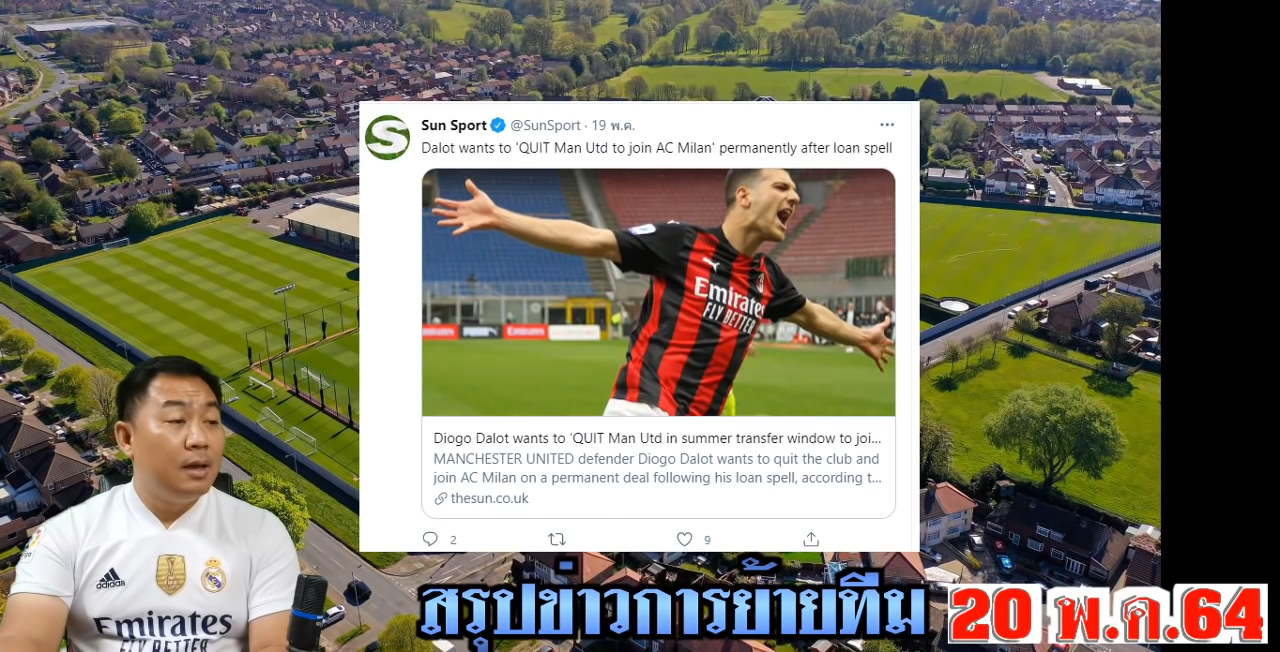 Sun Sport @SunSport · 19 พ.ค.
Dalot wants to 'QUIT Man Utd to join AC Milan' permanently after loan spell
Emirates
FLY BETTER
Diogo Dalot wants to 'QUIT Man Utd in summer transfer window to joi...
MANCHESTER UNITED defender Diogo Dalot wants to quit the club and
join AC Milan on a permanent deal following his loan spell, according t...
thesun.co.uk
2
9
adidas
Emirates
FLY BETTER
สรุปข่าวการย้ายทีม 20 พ.ค.64